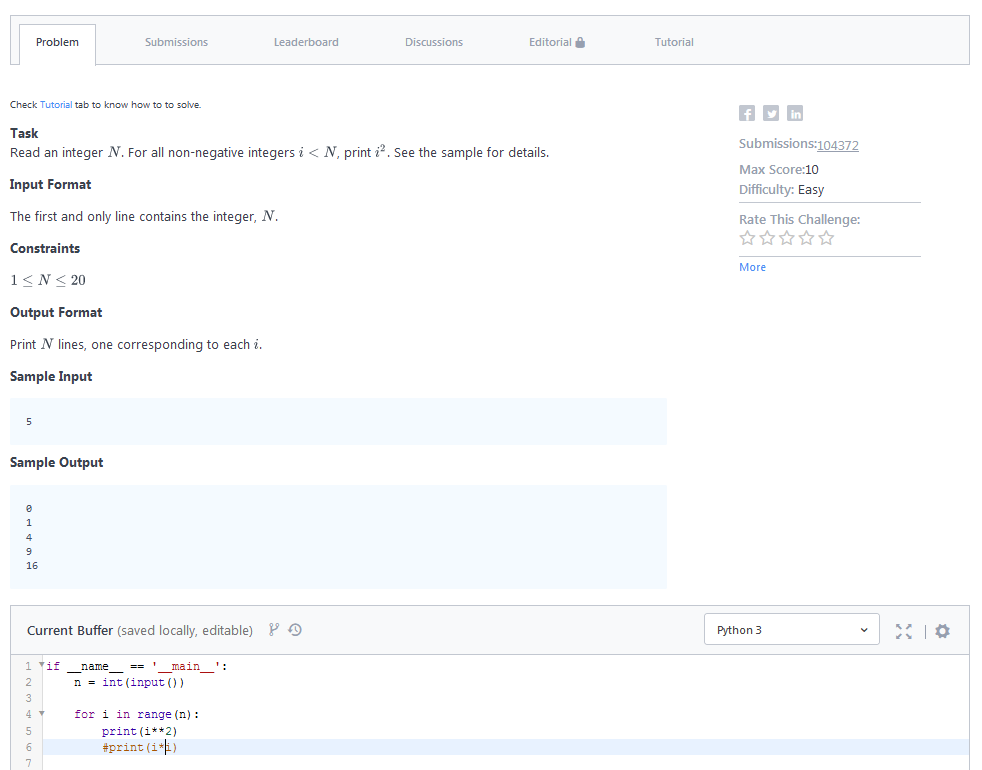 Problem Submissions Leaderboard Discussions Editorial Tutorial
Check Tutorial tab to know how to to solve.
Task
Read an integer N. For all non-negative integers i < N, print i². See the sample for details.
Input Format
The first and only line contains the integer, N.
Constraints
1 ≤ N ≤ 20
Output Format
Print N lines, one corresponding to each i.
Sample Input
5
Sample Output
0
1
4
9
16
Submissions:104372
Max Score:10
Difficulty: Easy
Rate This Challenge:
More
Current Buffer (saved locally, editable) Python 3
1 if __name__ == '__main__':
2     n = int(input())
3
4     for i in range(n):
5         print(i**2)
6         #print(i*i)
7